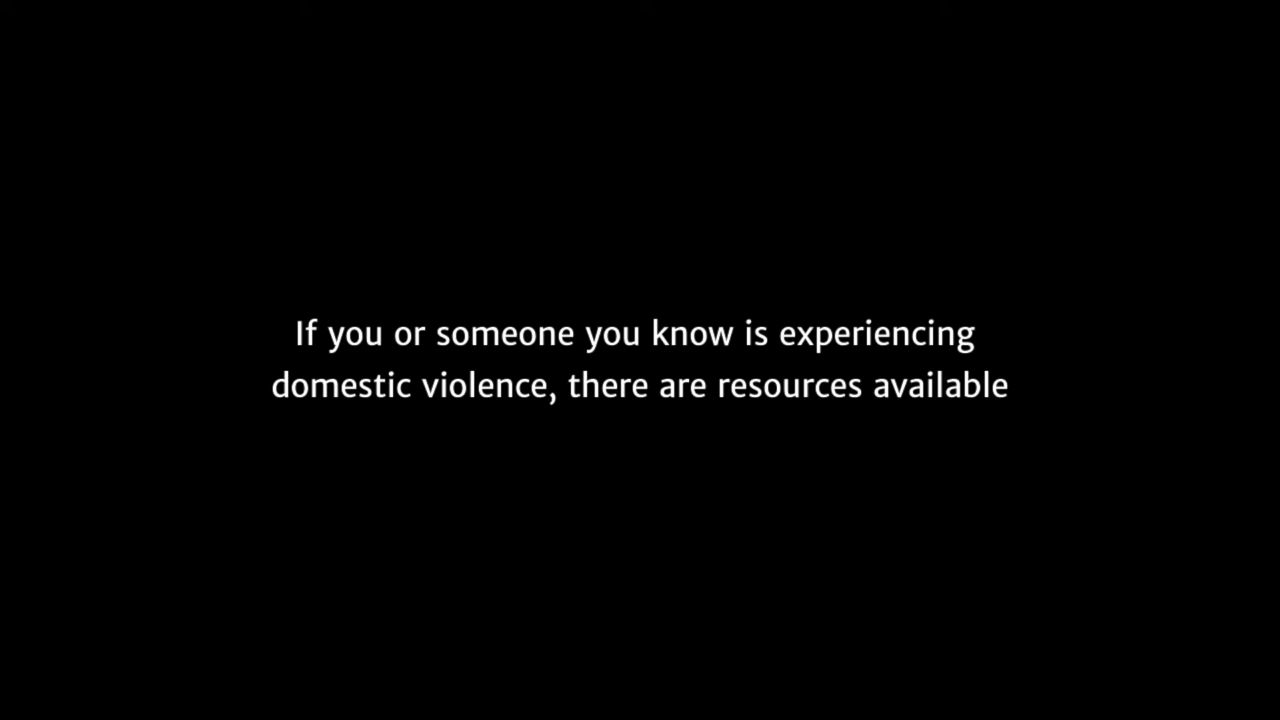 If you or someone you know is experiencing
domestic violence, there are resources available